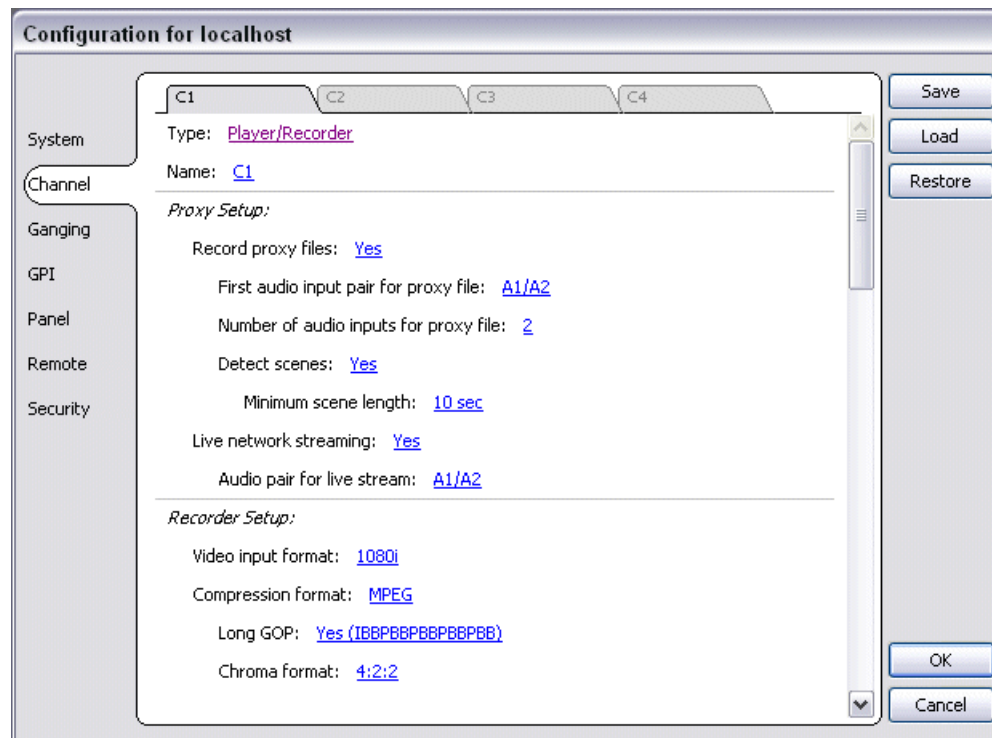 Configuration for localhost
System
Channel
Ganging
GPI
Panel
Remote
Security
C1
C2
C3
C4
Type: Player/Recorder
Name: C1
Proxy Setup:
Record proxy files: Yes
First audio input pair for proxy file: A1/A2
Number of audio inputs for proxy file: 2
Detect scenes: Yes
Minimum scene length: 10 sec
Live network streaming: Yes
Audio pair for live stream: A1/A2
Recorder Setup:
Video input format: 1080i
Compression format: MPEG
Long GOP: Yes (IBBPBBPBBPBBPBB)
Chroma format: 4:2:2
Save
Load
Restore
OK
Cancel